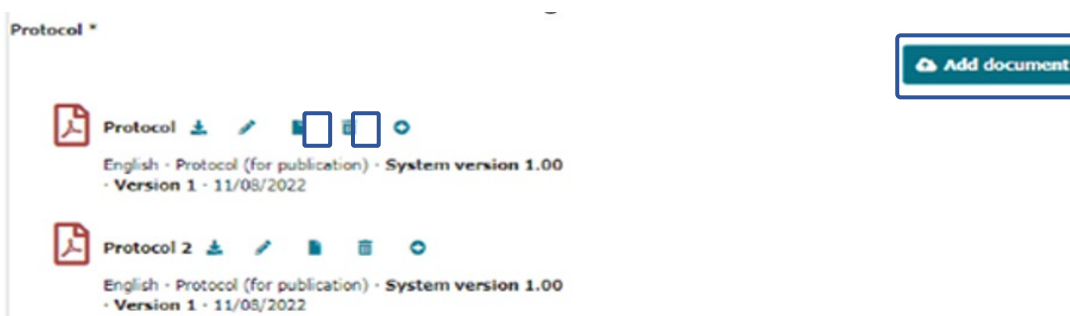 Protocol *
Add document
Protocol
English - Protocol (for publication) - System version 1.00
- Version 1 - 11/08/2022
Protocol 2
English - Protocol (for publication) - System version 1.00
- Version 1 - 11/08/2022